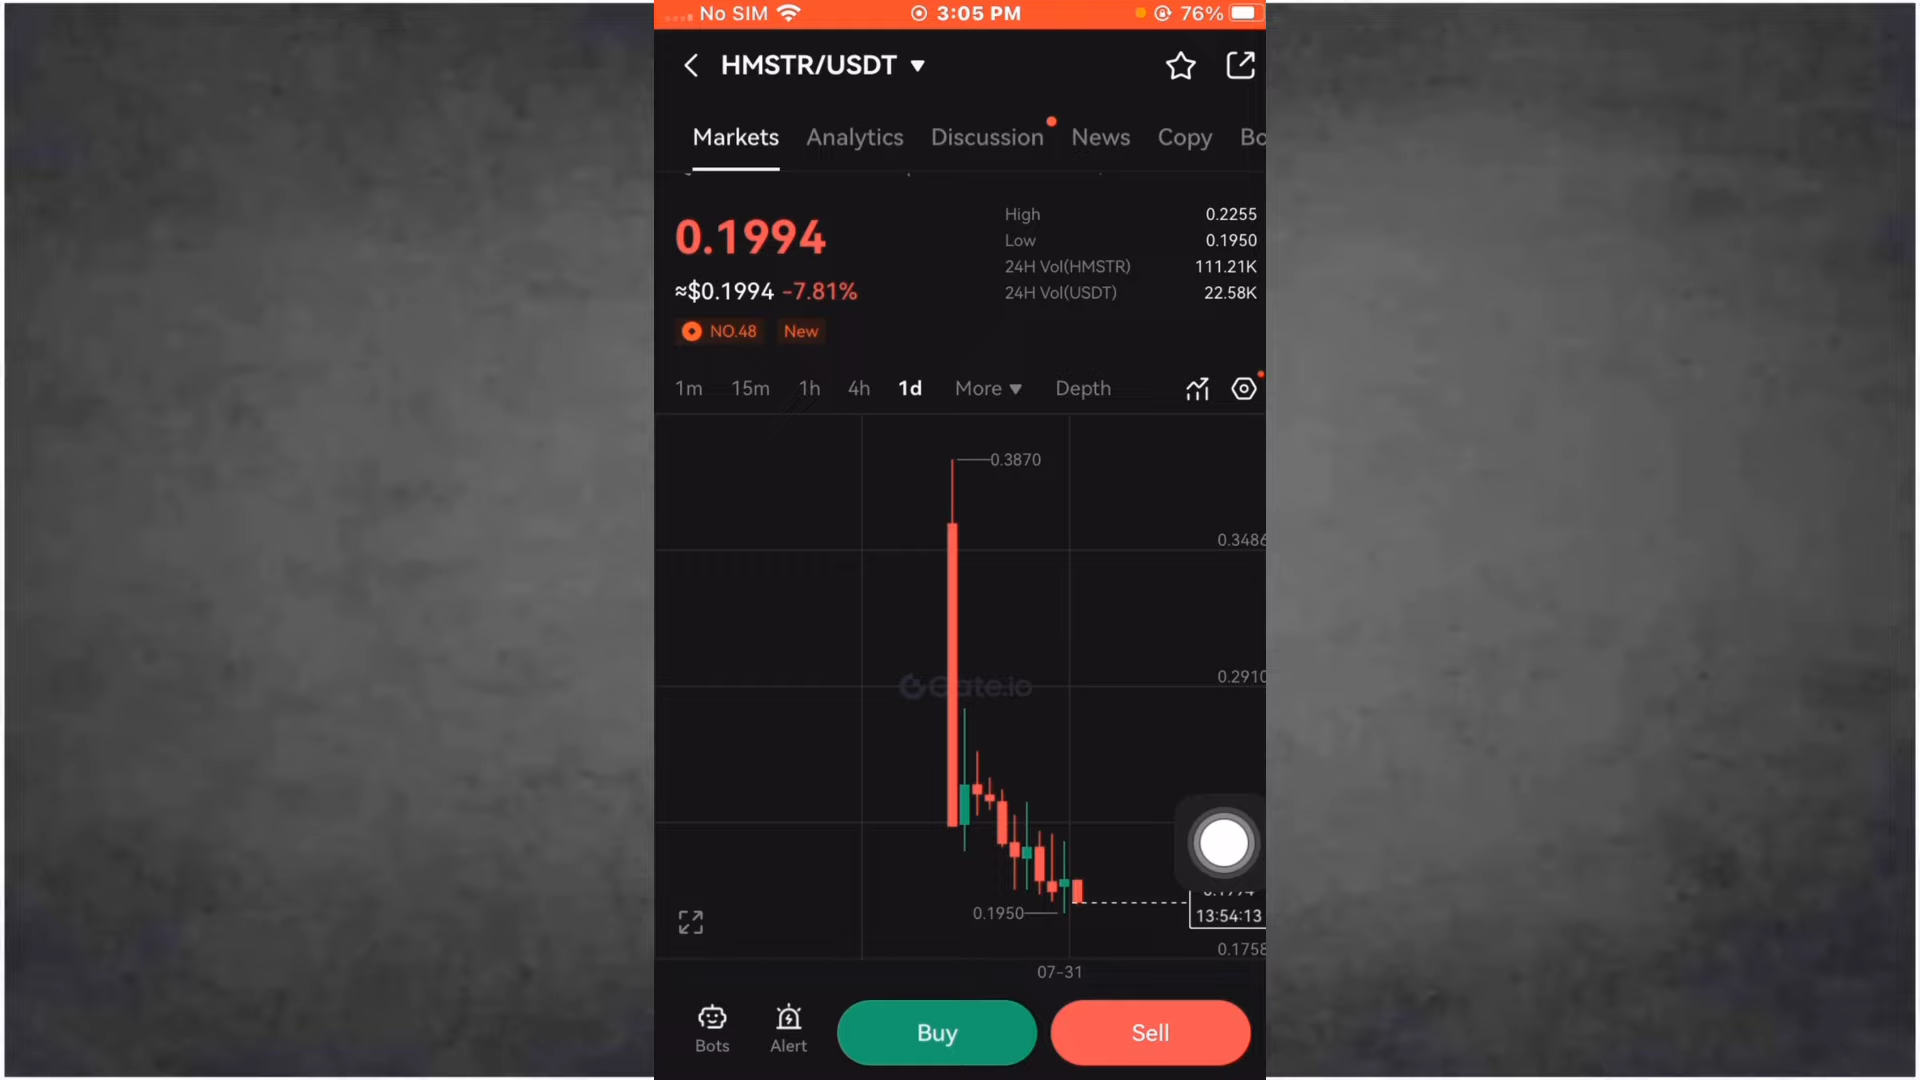 No SIM 3:05 PM 76%
HMSTR/USDT
Markets Analytics Discussion News Copy Bo
0.1994
≈$0.1994 -7.81%
NO.48 New
High 0.2255
Low 0.1950
24H Vol(HMSTR) 111.21K
24H Vol(USDT) 22.58K
1m 15m 1h 4h 1d More Depth
0.3870
0.3486
0.2910
Gate.io
0.1950
13:54:13
0.1758
07-31
Bots Alert Buy Sell